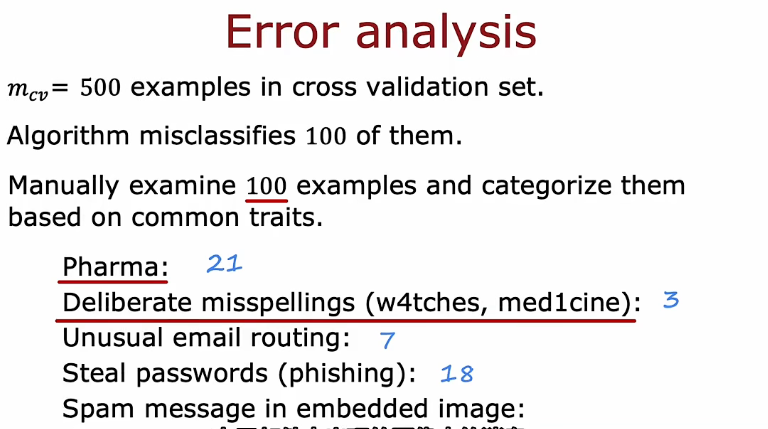 Error analysis
m_cv = 500 examples in cross validation set.
Algorithm misclassifies 100 of them.
Manually examine 100 examples and categorize them
based on common traits.
Pharma: 21
Deliberate misspellings (w4tches, med1cine): 3
Unusual email routing: 7
Steal passwords (phishing): 18
Spam message in embedded image: